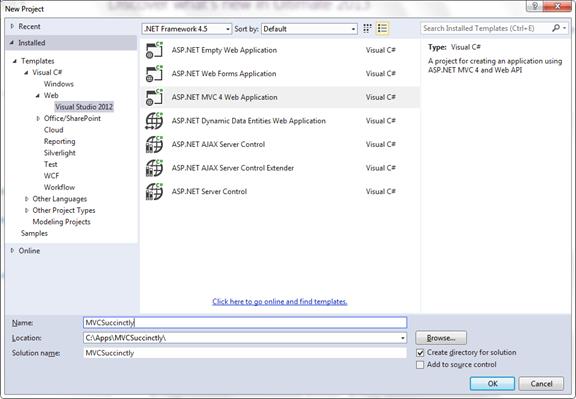 Discover what's new in Ultimate 2013
New Project
Recent
.NET Framework 4.5
Sort by:
Default
Search Installed Templates (Ctrl+E)
Installed
Templates
Visual C#
Windows
Web
Visual Studio 2012
Office/SharePoint
Cloud
Reporting
Silverlight
Test
WCF
Workflow
Other Languages
Other Project Types
Modeling Projects
Samples
Online
ASP.NET Empty Web Application Visual C#
ASP.NET Web Forms Application Visual C#
ASP.NET MVC 4 Web Application Visual C#
ASP.NET Dynamic Data Entities Web Application Visual C#
ASP.NET AJAX Server Control Visual C#
ASP.NET AJAX Server Control Extender Visual C#
ASP.NET Server Control Visual C#
Click here to go online and find templates.
Type: Visual C#
A project for creating an application using
ASP.NET MVC 4 and Web API
Name: MVCSuccinctly
Location: C:\Apps\MVCSuccinctly\
Browse...
Solution name: MVCSuccinctly
Create directory for solution
Add to source control
OK
Cancel